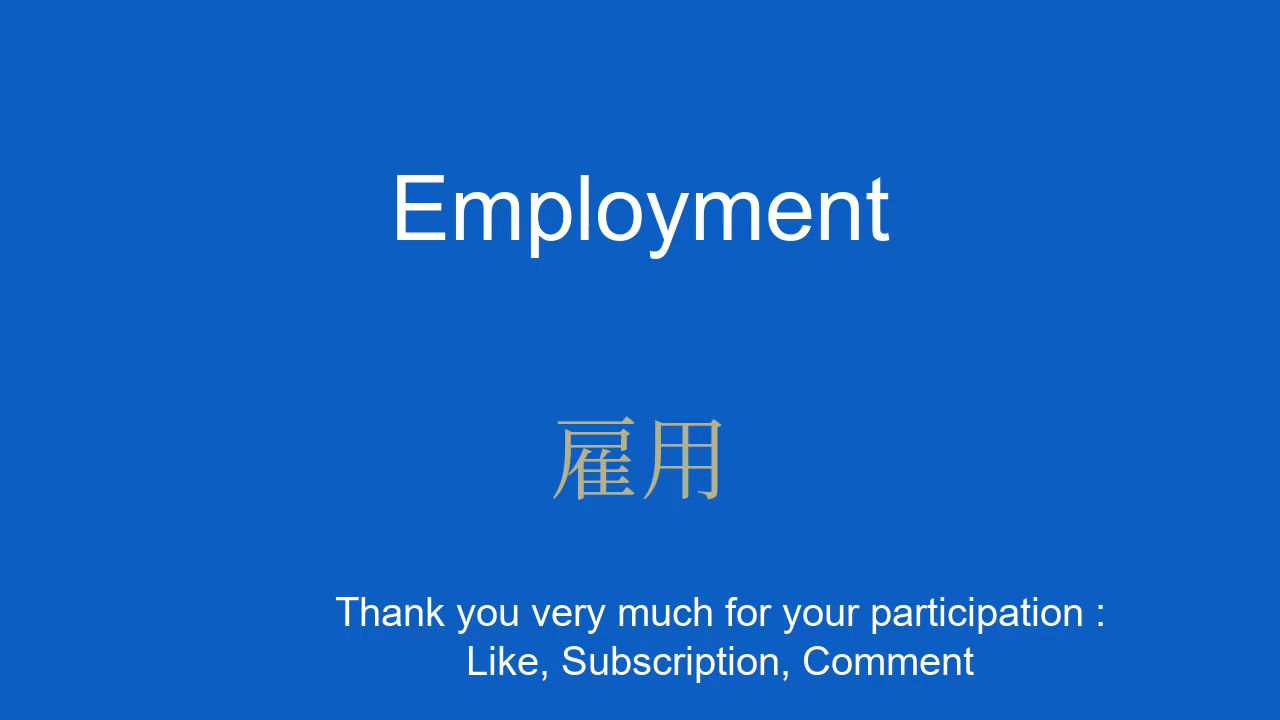 Employment
雇用
Thank you very much for your participation :
Like, Subscription, Comment